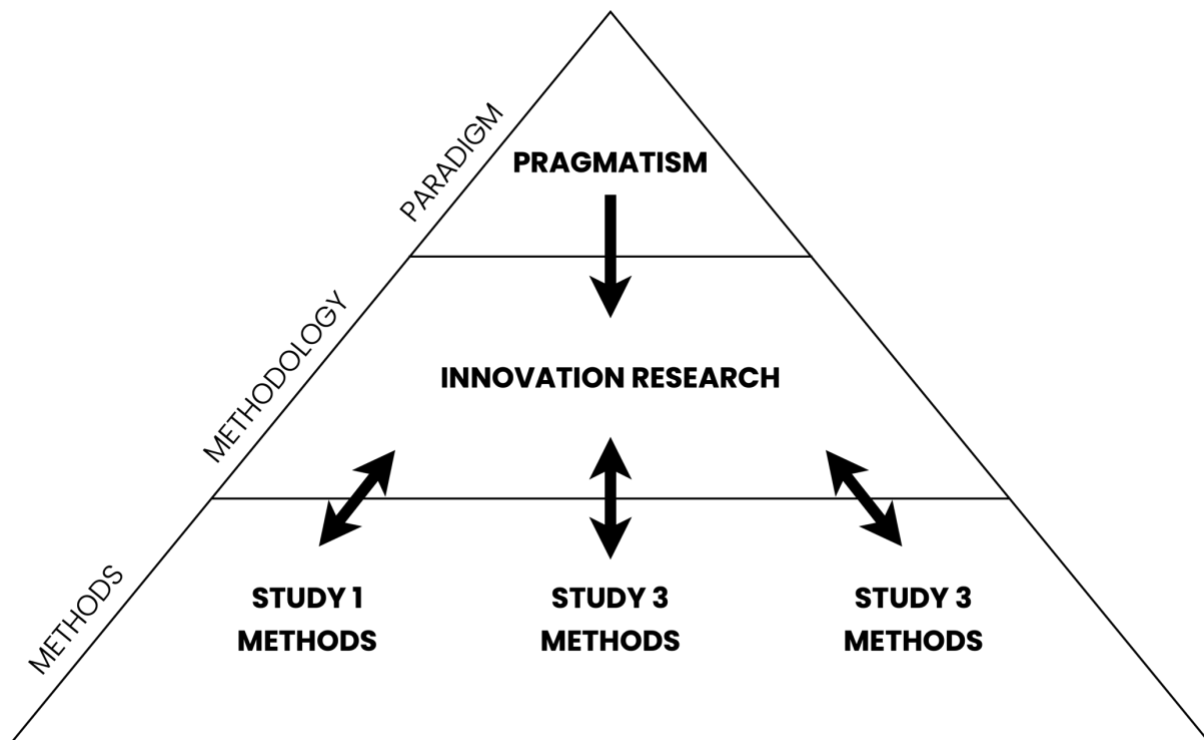 PARADIGM
PRAGMATISM
METHODOLOGY
INNOVATION RESEARCH
METHODS
STUDY 1
METHODS
STUDY 3
METHODS
STUDY 3
METHODS